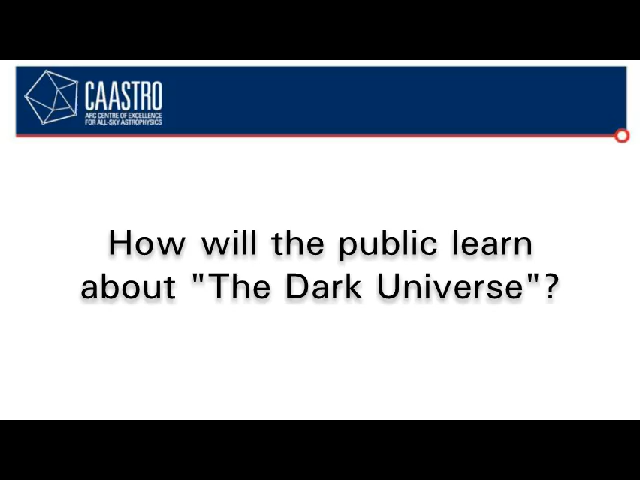 CAASTRO
ARC CENTRE OF EXCELLENCE
FOR ALL-SKY ASTROPHYSICS
How will the public learn
about "The Dark Universe"?